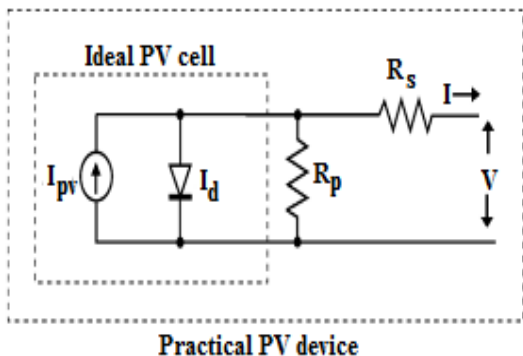 Ideal PV cell
R_s
I
I_pv
I_d
R_p
V
Practical PV device